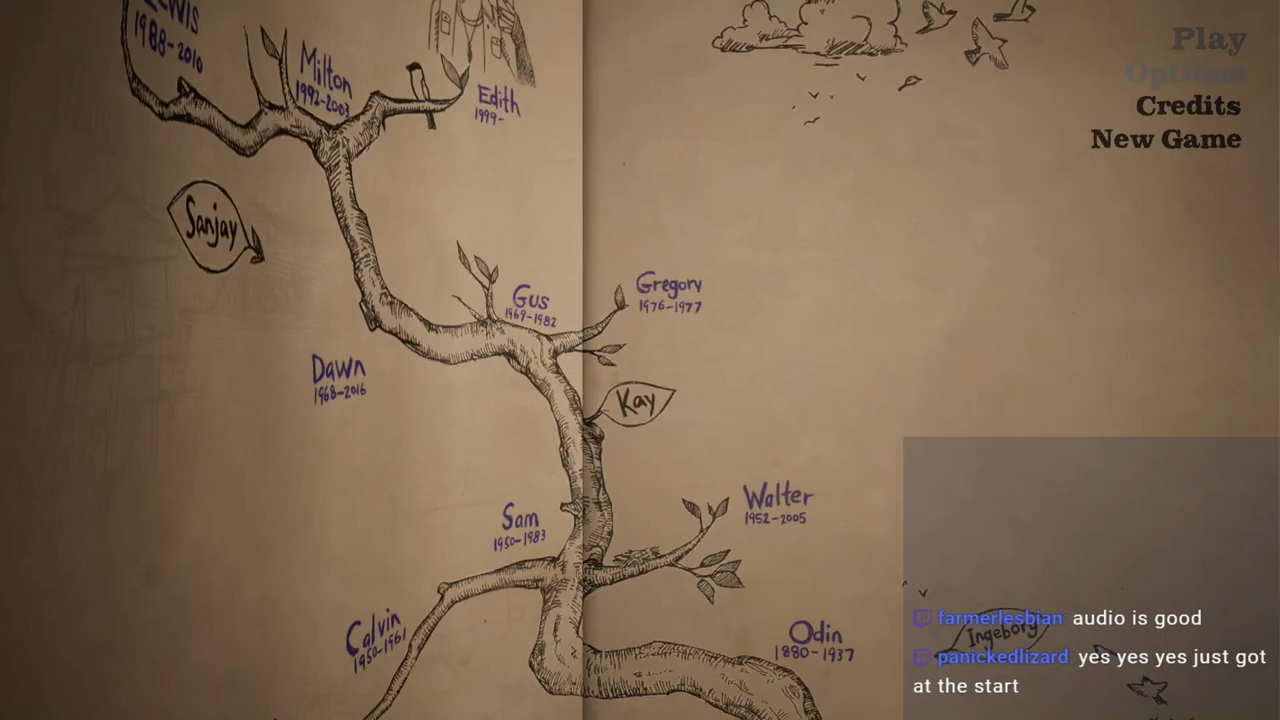 Lewis
1988-2010
Milton
1992-2003
Edith
1999-
Play
Options
Credits
New Game
Sanjay
Gus
1969-1982
Gregory
1976-1977
Dawn
1968-2016
Kay
Walter
1952-2005
Sam
1950-1983
Calvin
1950-1961
Odin
1880-1937
Ingeborg
farmerlesbian audio is good
panickedlizard yes yes yes just got
at the start